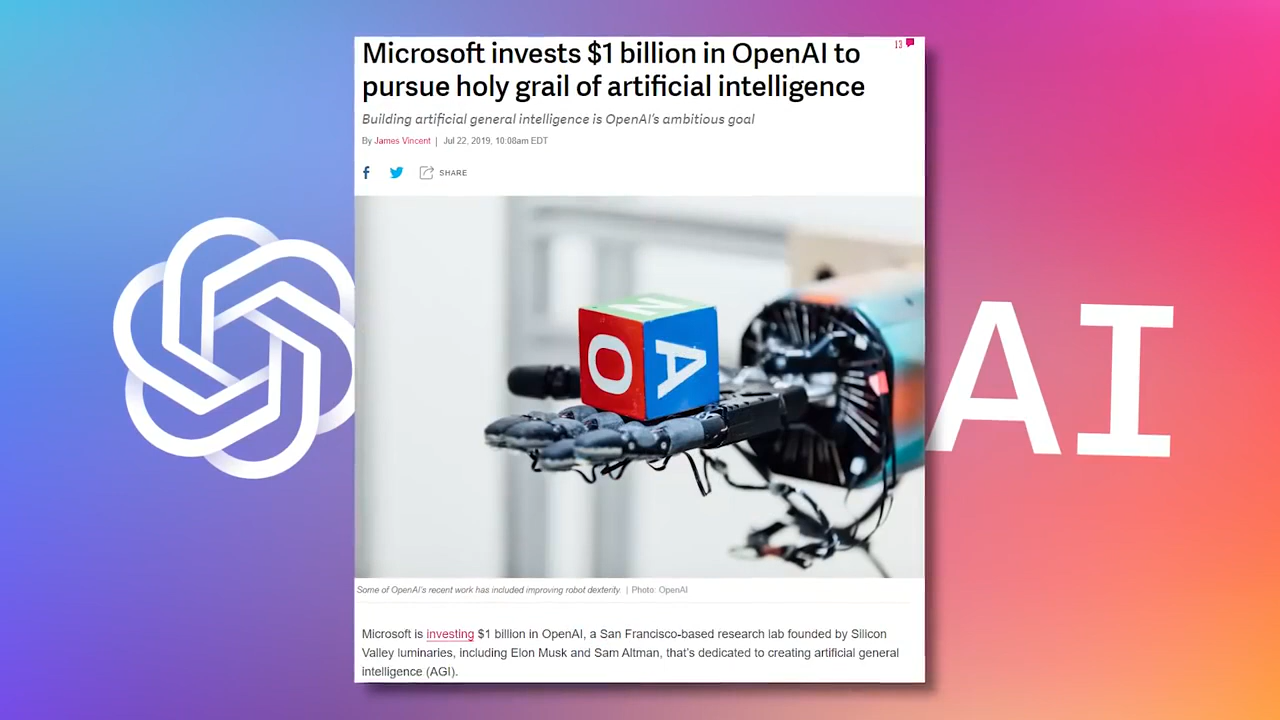 Microsoft invests $1 billion in OpenAI to
13
pursue holy grail of artificial intelligence
Building artificial general intelligence is OpenAI's ambitious goal
By James Vincent | Jul 22, 2019, 10:08am EDT
SHARE
N
O
A
AI
Some of OpenAI's recent work has included improving robot dexterity. | Photo: OpenAI
Microsoft is investing $1 billion in OpenAI, a San Francisco-based research lab founded by Silicon
Valley luminaries, including Elon Musk and Sam Altman, that's dedicated to creating artificial general
intelligence (AGI).